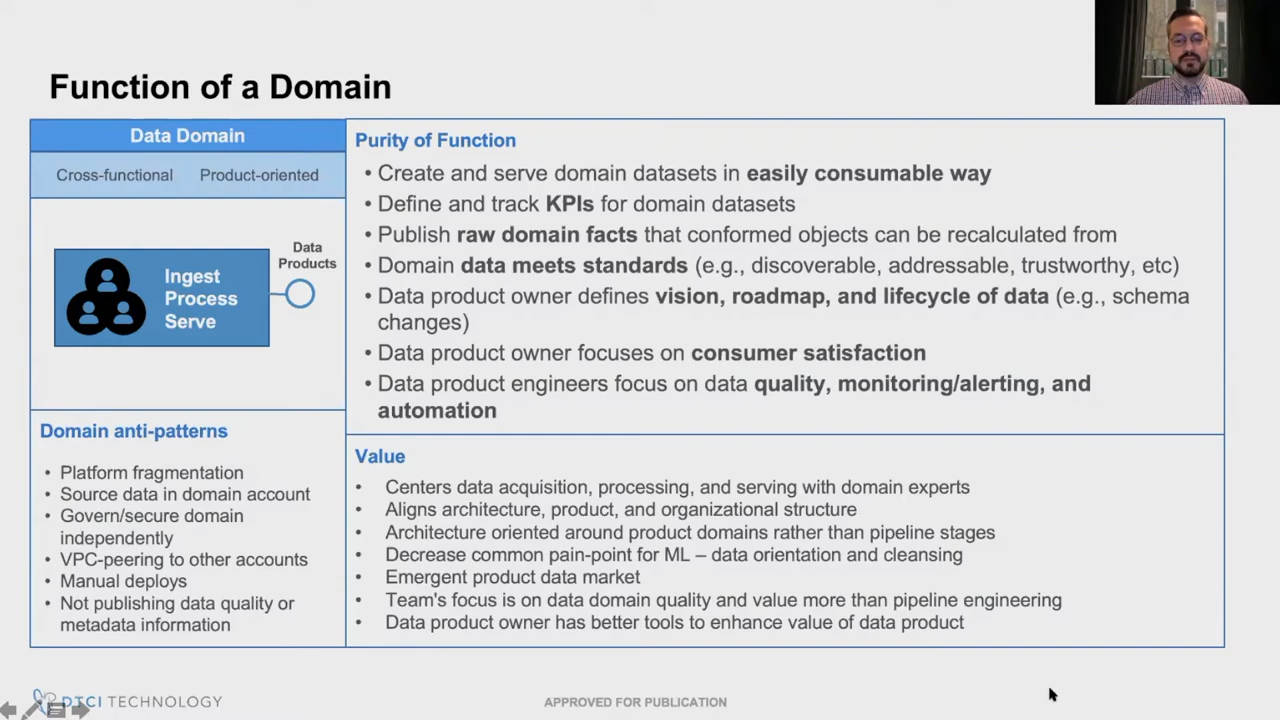 Function of a Domain
Data Domain
Cross-functional Product-oriented
Ingest
Process
Serve
Data
Products
Domain anti-patterns
• Platform fragmentation
• Source data in domain account
• Govern/secure domain
independently
• VPC-peering to other accounts
• Manual deploys
• Not publishing data quality or
metadata information
Purity of Function
• Create and serve domain datasets in easily consumable way
• Define and track KPIs for domain datasets
• Publish raw domain facts that conformed objects can be recalculated from
• Domain data meets standards (e.g., discoverable, addressable, trustworthy, etc)
• Data product owner defines vision, roadmap, and lifecycle of data (e.g., schema
changes)
• Data product owner focuses on consumer satisfaction
• Data product engineers focus on data quality, monitoring/alerting, and
automation
Value
• Centers data acquisition, processing, and serving with domain experts
• Aligns architecture, product, and organizational structure
• Architecture oriented around product domains rather than pipeline stages
• Decrease common pain-point for ML – data orientation and cleansing
• Emergent product data market
• Team's focus is on data domain quality and value more than pipeline engineering
• Data product owner has better tools to enhance value of data product
DTCI TECHNOLOGY
APPROVED FOR PUBLICATION